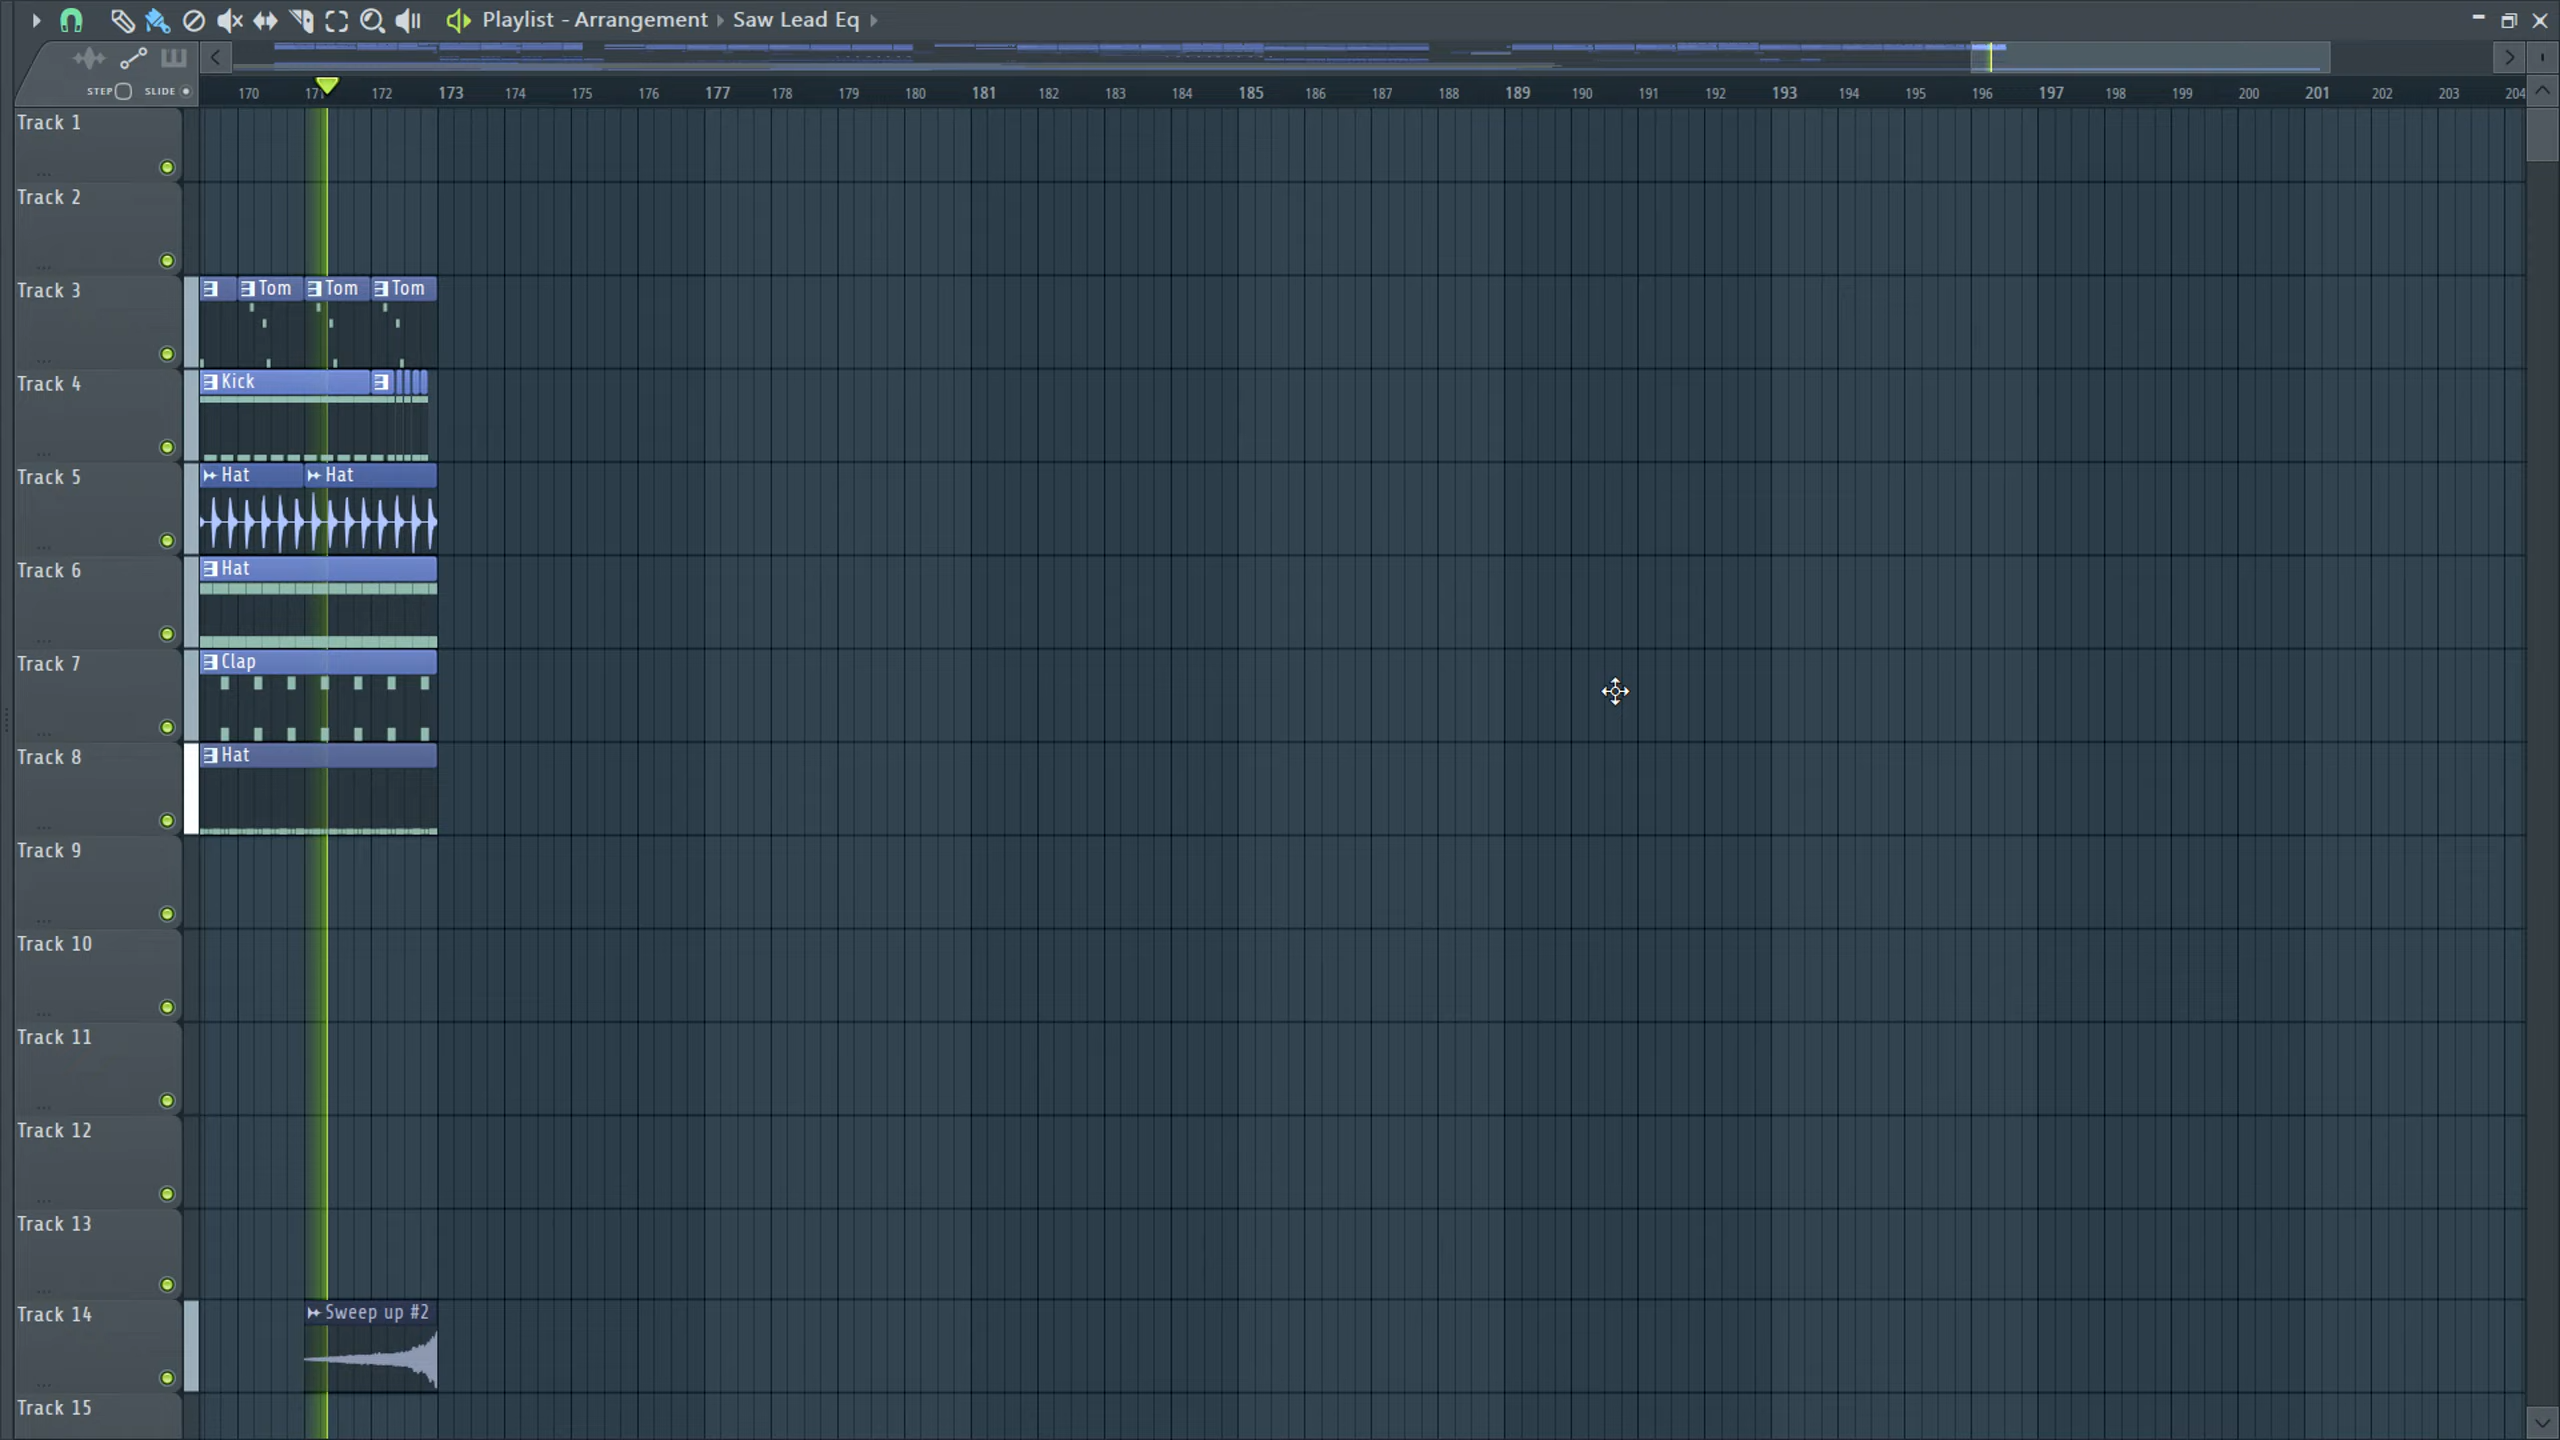 Playlist - Arrangement › Saw Lead Eq
STEP SLIDE
170 171 172 173 174 175 176 177 178 179 180 181 182 183 184 185 186 187 188 189 190 191 192 193 194 195 196 197 198 199 200 201 202 203 204
Track 1
Track 2
Track 3
Tom Tom Tom
Track 4
Kick
Track 5
Hat Hat
Track 6
Hat
Track 7
Clap
Track 8
Hat
Track 9
Track 10
Track 11
Track 12
Track 13
Track 14
Sweep up #2
Track 15